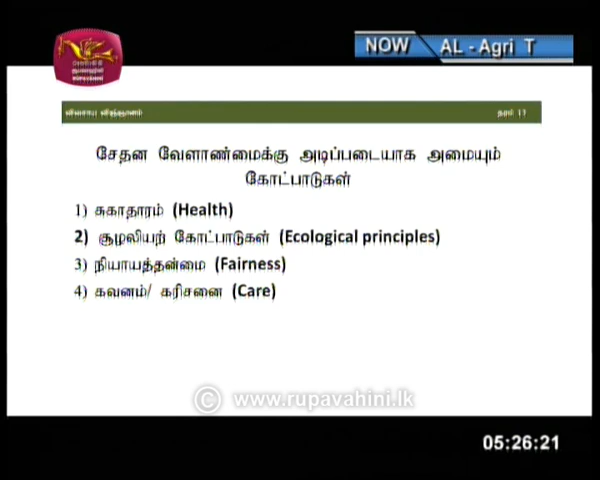 NOW AL - Agri T
விவசாய விஞ்ஞானம் தரம் 11
சேதன வேளாண்மைக்கு அடிப்படையாக அமையும்
கோட்பாடுகள்
1) சுகாதாரம் (Health)
2) சூழலியற் கோட்பாடுகள் (Ecological principles)
3) நியாயத்தன்மை (Fairness)
4) கவனம்/ கரிசனை (Care)
© www.rupavahini.lk
05:26:21